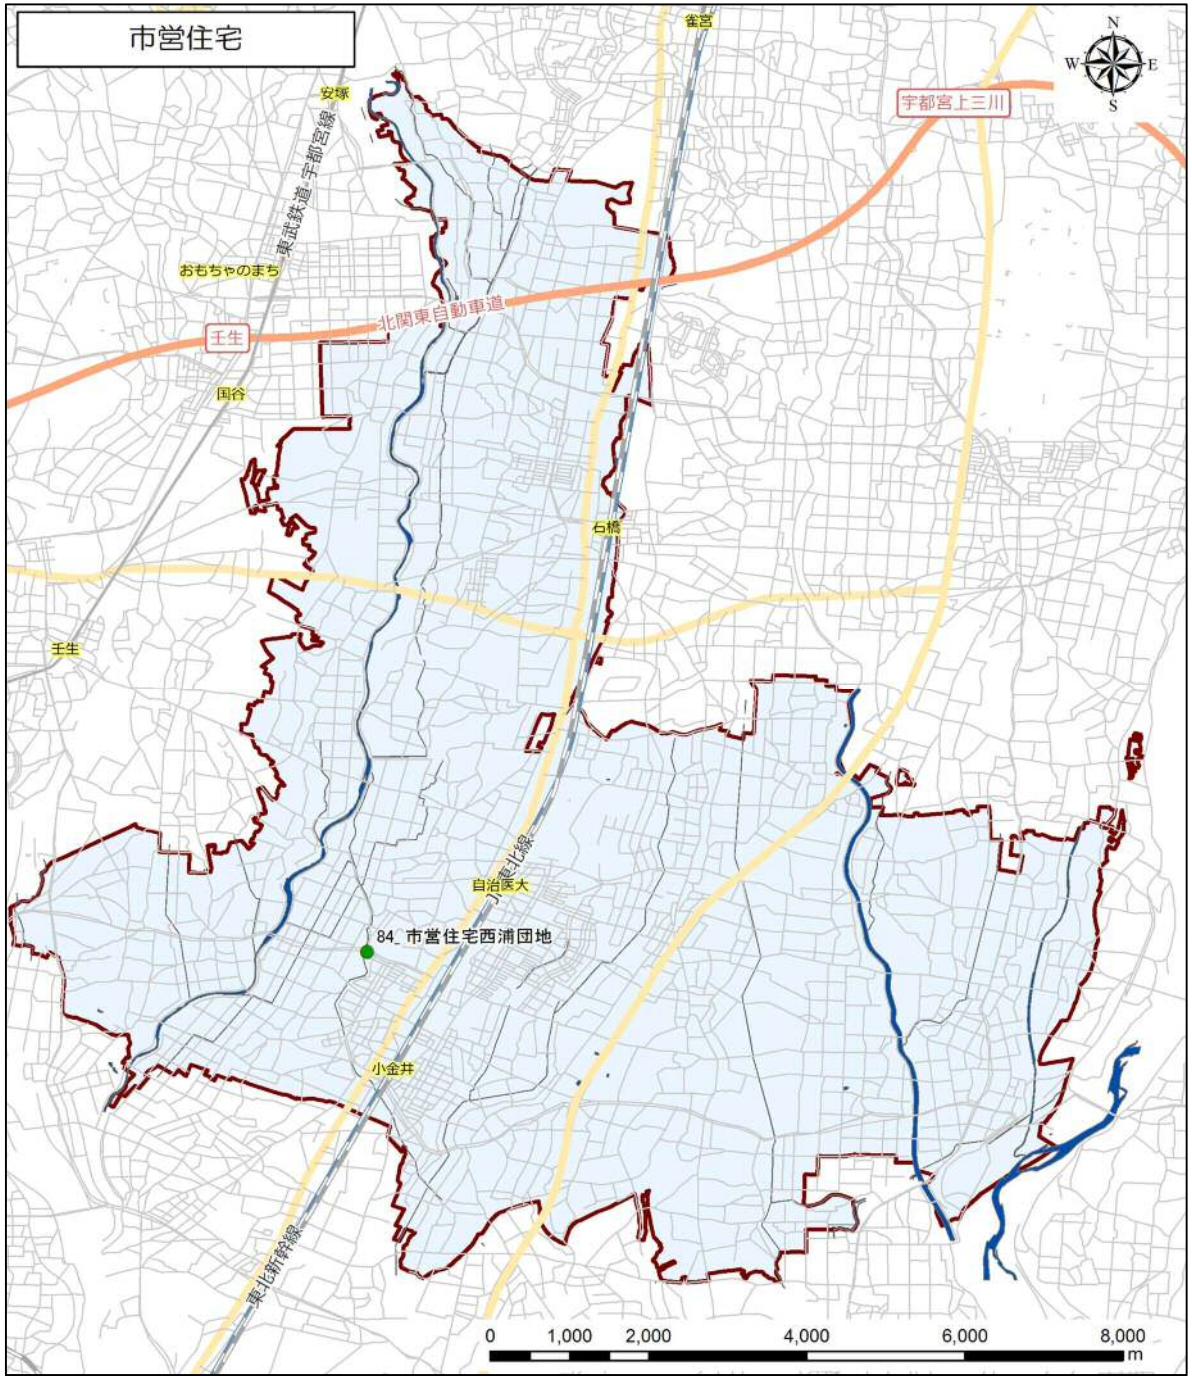 市営住宅
雀宮
N
W
E
S
安塚
宇都宮上三川
東武鉄道 宇都宮線
おもちゃのまち
北関東自動車道
壬生
国谷
石橋
壬生
JR東北線
自治医大
84_ 市営住宅西浦団地
小金井
東北新幹線
0 1,000 2,000 4,000 6,000 8,000
m